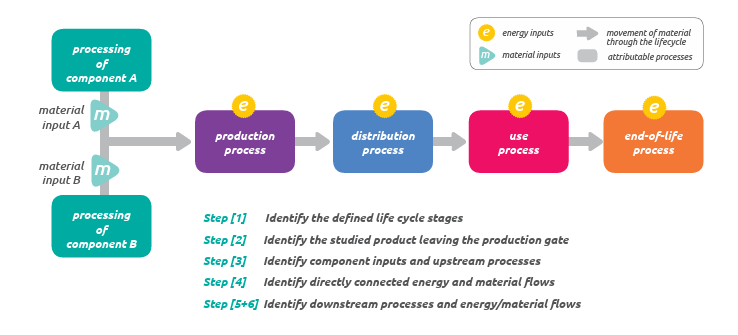 processing
of
component A
e energy inputs
m material inputs
movement of material
through the lifecycle
attributable processes
material
input A
m
e
e
e
e
production
process
distribution
process
use
process
end-of-life
process
material
input B
m
processing
of
component B
Step [1] Identify the defined life cycle stages
Step [2] Identify the studied product leaving the production gate
Step [3] Identify component inputs and upstream processes
Step [4] Identify directly connected energy and material flows
Step [5+6] Identify downstream processes and energy/material flows